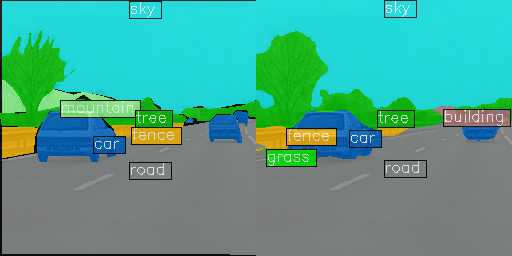 sky
mountain
tree
fence
car
road
sky
building
tree
fence
car
grass
road